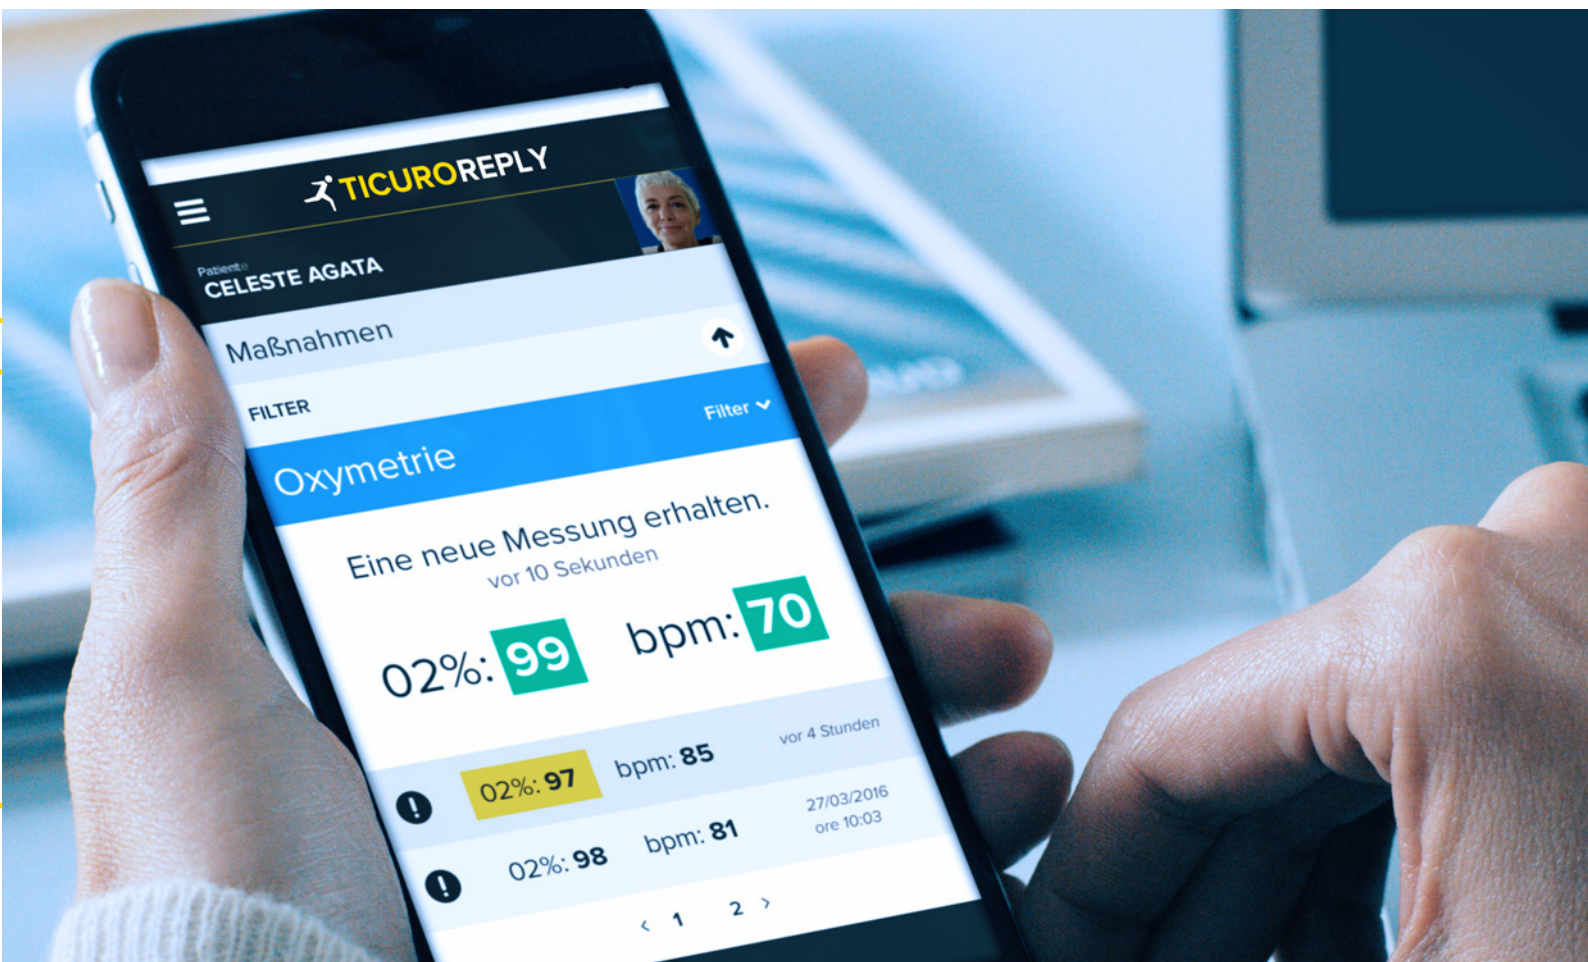 TICUROREPLY
Patiente
CELESTE AGATA
Maßnahmen
FILTER
Oxymetrie Filter
Eine neue Messung erhalten.
vor 10 Sekunden
02%: 99 bpm: 70
02%: 97 bpm: 85 vor 4 Stunden
02%: 98 bpm: 81 27/03/2016
ore 10:03
< 1 2 >